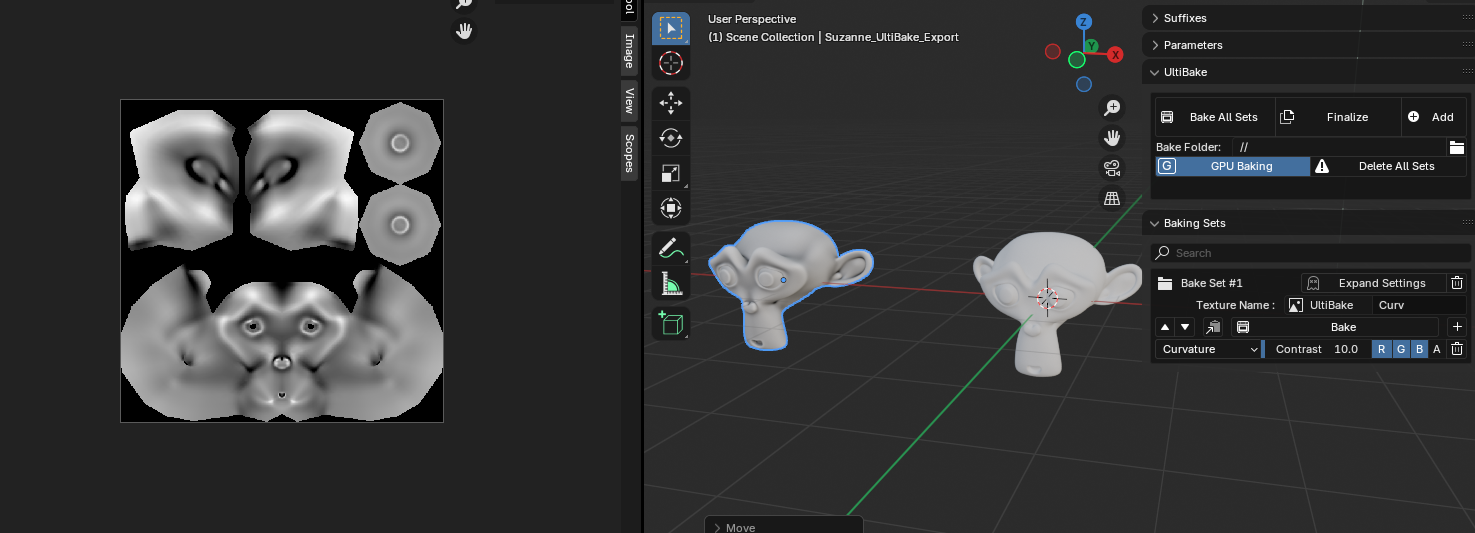 Image
View
Scopes
User Perspective
(1) Scene Collection | Suzanne_UltiBake_Export
Z
Y
X
Move
Suffixes
Parameters
UltiBake
Bake All Sets Finalize Add
Bake Folder: //
G GPU Baking Delete All Sets
Baking Sets
Search
Bake Set #1 Expand Settings
Texture Name : UltiBake Curv
Bake
Curvature Contrast 10.0 R G B A